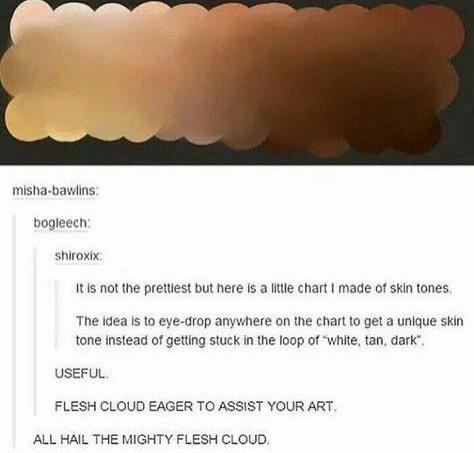 misha-bawlins:
bogleech:
shiroxix:
It is not the prettiest but here is a little chart I made of skin tones.
The idea is to eye-drop anywhere on the chart to get a unique skin
tone instead of getting stuck in the loop of "white, tan, dark".
USEFUL.
FLESH CLOUD EAGER TO ASSIST YOUR ART.
ALL HAIL THE MIGHTY FLESH CLOUD.